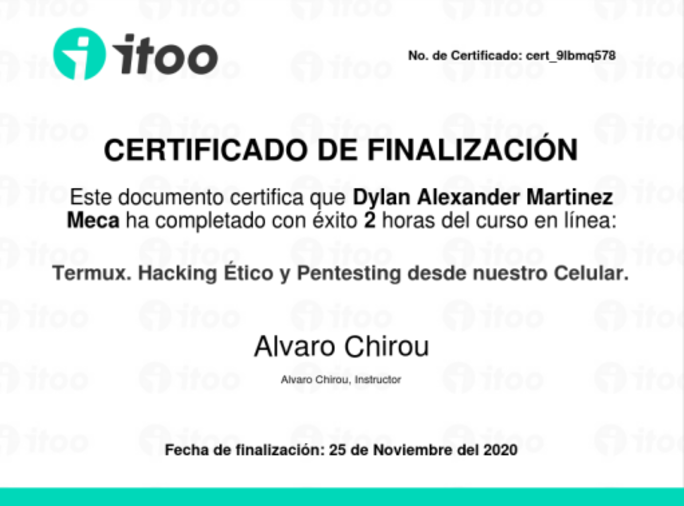 itoo
No. de Certificado: cert_9lbmq578
CERTIFICADO DE FINALIZACIÓN
Este documento certifica que Dylan Alexander Martinez
Meca ha completado con éxito 2 horas del curso en línea:
Termux. Hacking Ético y Pentesting desde nuestro Celular.
Alvaro Chirou
Alvaro Chirou, Instructor
Fecha de finalización: 25 de Noviembre del 2020